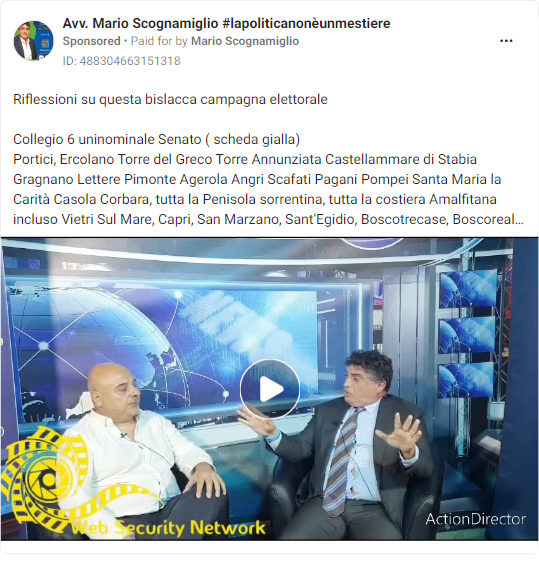 Avv. Mario Scognamiglio #lapoliticanonèunmestiere
Sponsored • Paid for by Mario Scognamiglio
ID: 488304663151318
Riflessioni su questa bislacca campagna elettorale
Collegio 6 uninominale Senato ( scheda gialla)
Portici, Ercolano Torre del Greco Torre Annunziata Castellammare di Stabia
Gragnano Lettere Pimonte Agerola Angri Scafati Pagani Pompei Santa Maria la
Carità Casola Corbara, tutta la Penisola sorrentina, tutta la costiera Amalfitana
incluso Vietri Sul Mare, Capri, San Marzano, Sant'Egidio, Boscotrecase, Boscoreal...
Web Security Network
ActionDirector